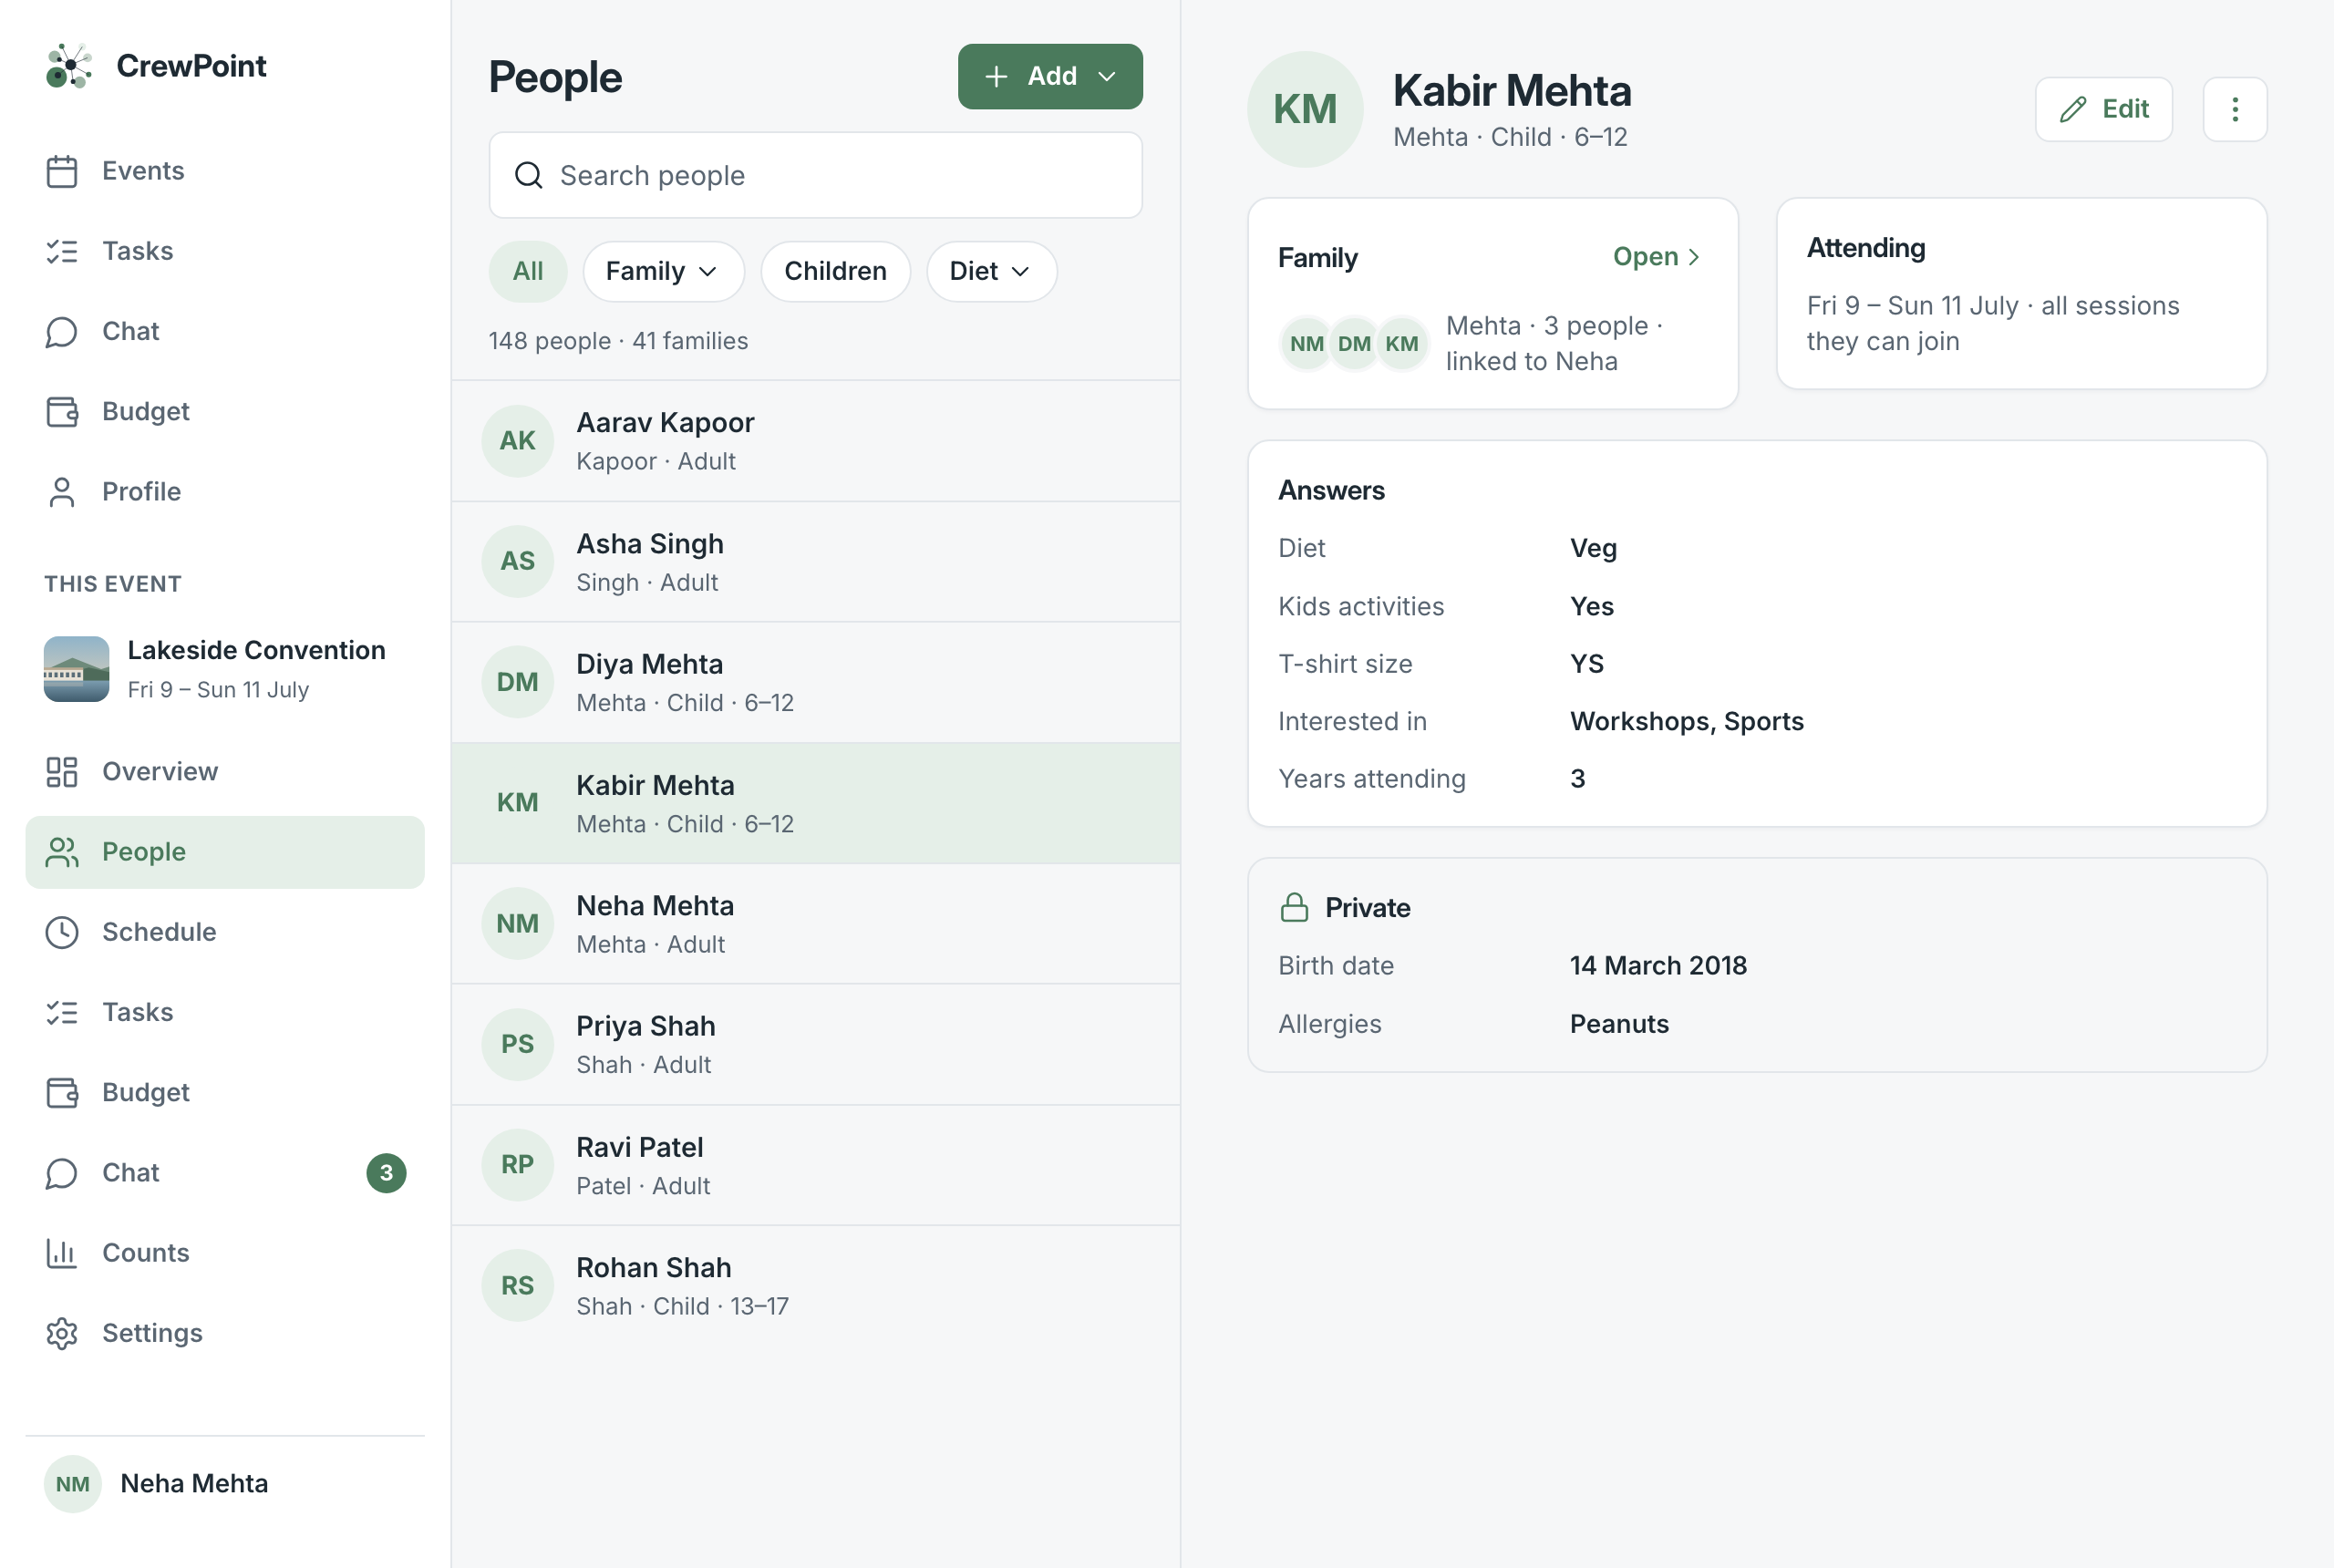 CrewPoint
Events
Tasks
Chat
Budget
Profile
THIS EVENT
Lakeside Convention
Fri 9 – Sun 11 July
Overview
People
Schedule
Tasks
Budget
Chat 3
Counts
Settings
NM Neha Mehta
People
Add
Search people
All Family Children Diet
148 people · 41 families
AK Aarav Kapoor
Kapoor · Adult
AS Asha Singh
Singh · Adult
DM Diya Mehta
Mehta · Child · 6–12
KM Kabir Mehta
Mehta · Child · 6–12
NM Neha Mehta
Mehta · Adult
PS Priya Shah
Shah · Adult
RP Ravi Patel
Patel · Adult
RS Rohan Shah
Shah · Child · 13–17
KM Kabir Mehta
Mehta · Child · 6–12
Edit
Family Open
NM DM KM Mehta · 3 people ·
linked to Neha
Attending
Fri 9 – Sun 11 July · all sessions
they can join
Answers
Diet Veg
Kids activities Yes
T-shirt size YS
Interested in Workshops, Sports
Years attending 3
Private
Birth date 14 March 2018
Allergies Peanuts